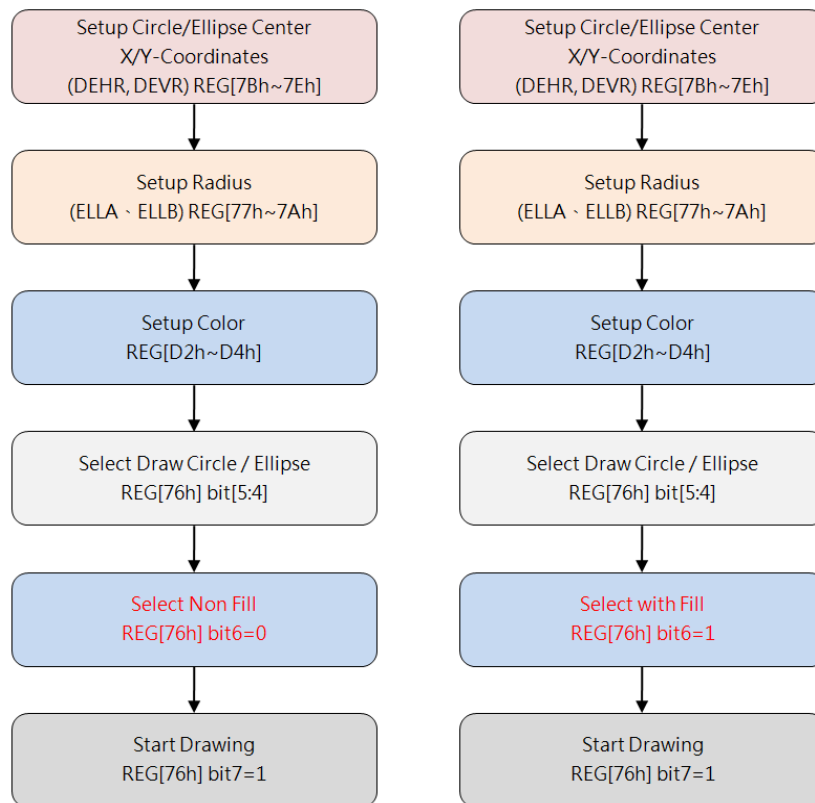 Setup Circle/Ellipse Center
X/Y-Coordinates
(DEHR, DEVR) REG[7Bh~7Eh]
Setup Radius
(ELLA、ELLB) REG[77h~7Ah]
Setup Color
REG[D2h~D4h]
Select Draw Circle / Ellipse
REG[76h] bit[5:4]
Select Non Fill
REG[76h] bit6=0
Start Drawing
REG[76h] bit7=1
Setup Circle/Ellipse Center
X/Y-Coordinates
(DEHR, DEVR) REG[7Bh~7Eh]
Setup Radius
(ELLA、ELLB) REG[77h~7Ah]
Setup Color
REG[D2h~D4h]
Select Draw Circle / Ellipse
REG[76h] bit[5:4]
Select with Fill
REG[76h] bit6=1
Start Drawing
REG[76h] bit7=1